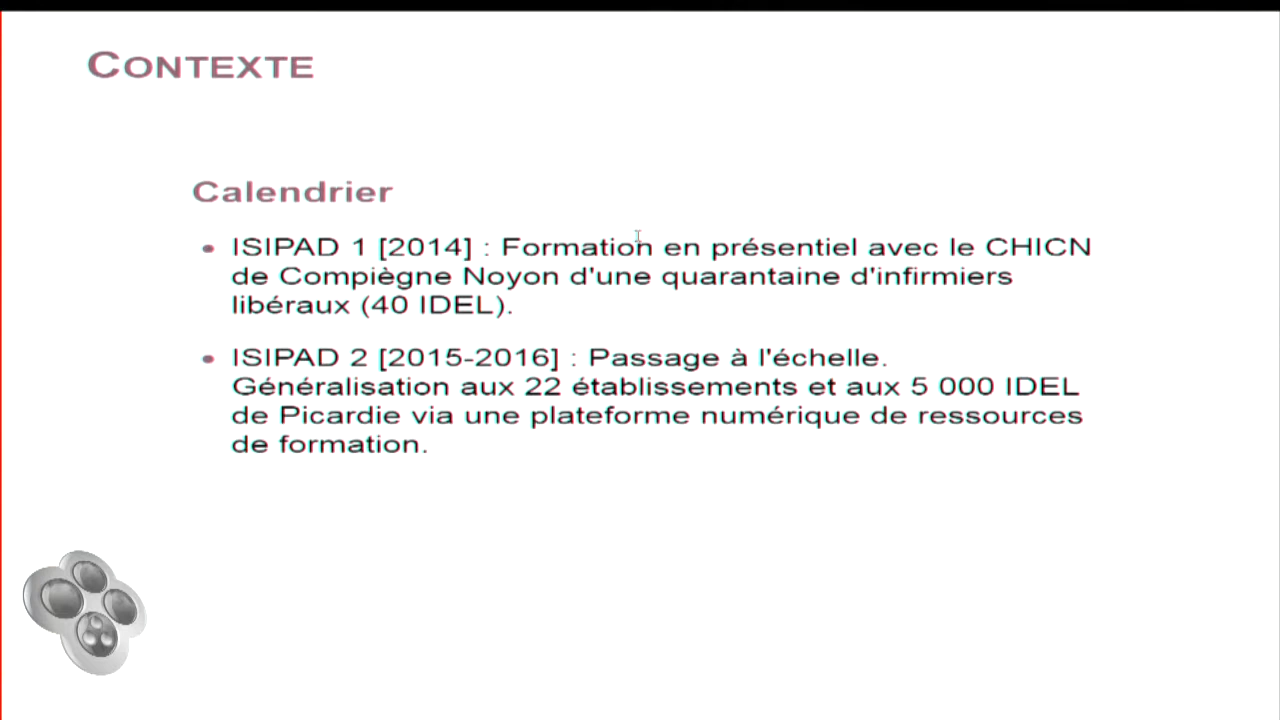 CONTEXTE
Calendrier
• ISIPAD 1 [2014] : Formation en présentiel avec le CHICN
de Compiègne Noyon d'une quarantaine d'infirmiers
libéraux (40 IDEL).
• ISIPAD 2 [2015-2016] : Passage à l'échelle.
Généralisation aux 22 établissements et aux 5 000 IDEL
de Picardie via une plateforme numérique de ressources
de formation.